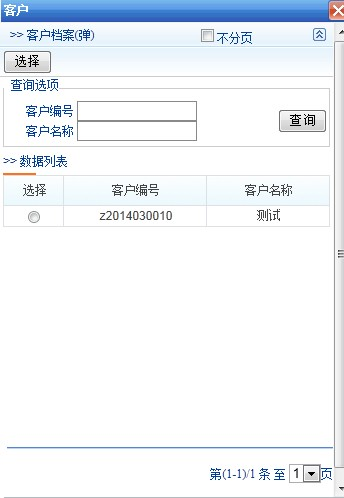 客户
>> 客户档案(弹) 不分页
选择
查询选项
客户编号
客户名称
查询
>> 数据列表
选择 客户编号 客户名称
z2014030010 测试
第(1-1)/1 条 至 1 页